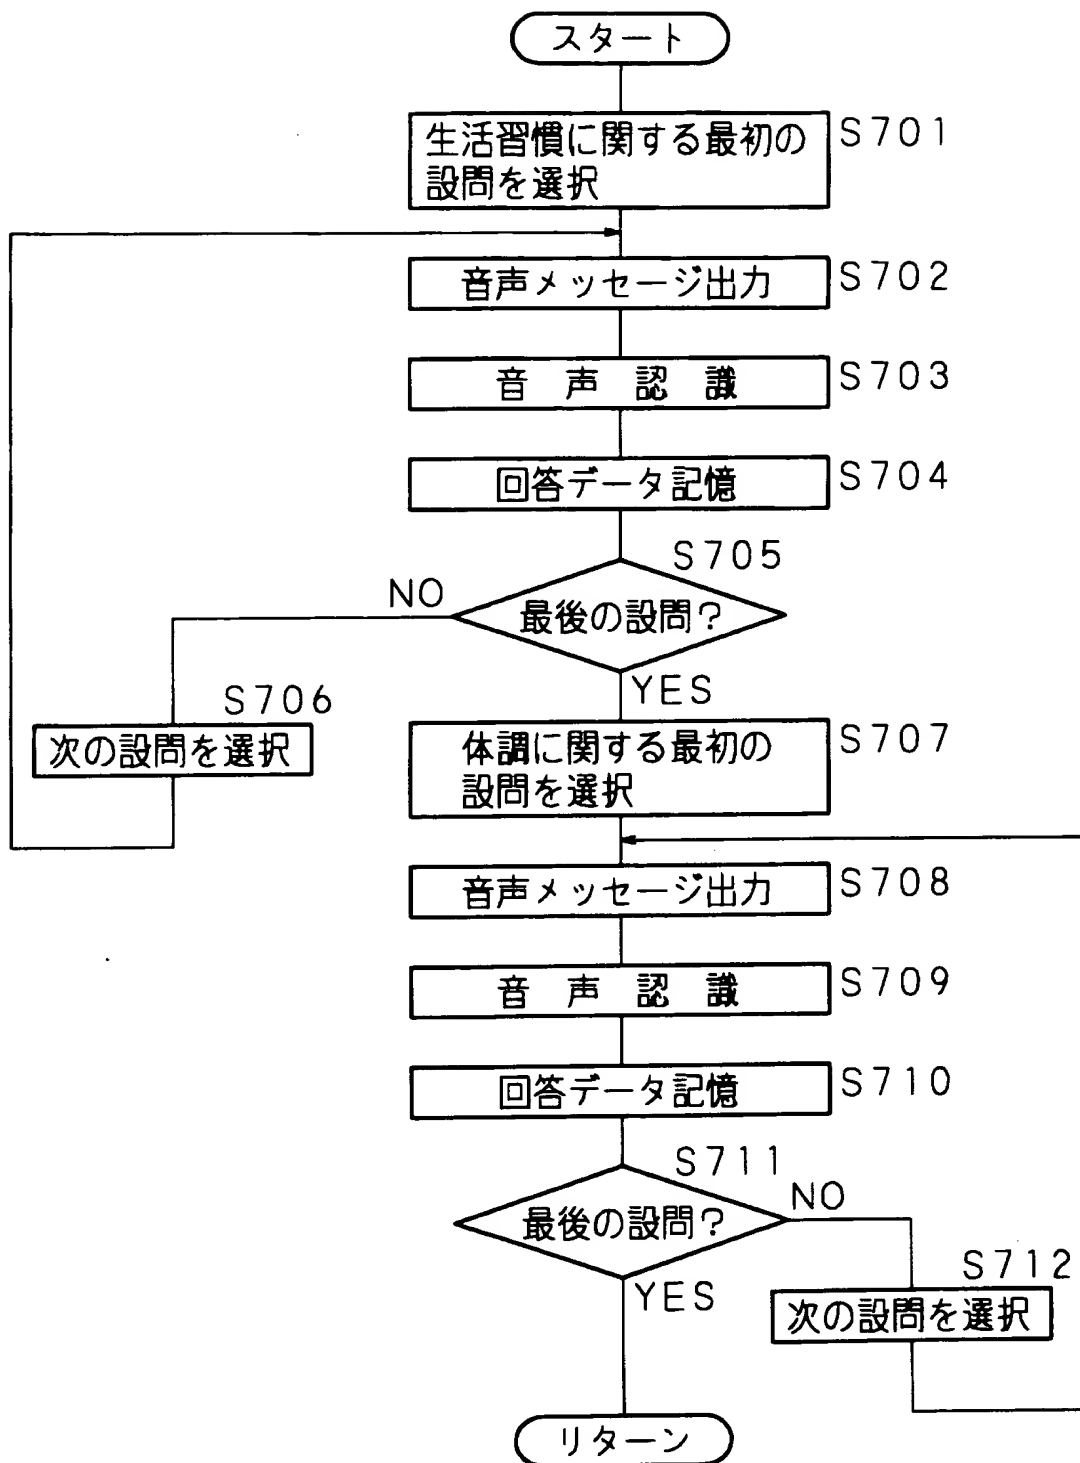 スタート
生活習慣に関する最初の
設問を選択
S701
音声メッセージ出力
S702
音声認識
S703
回答データ記憶
S704
S705
最後の設問?
NO
YES
S706
次の設問を選択
体調に関する最初の
設問を選択
S707
音声メッセージ出力
S708
音声認識
S709
回答データ記憶
S710
S711
最後の設問?
NO
YES
S712
次の設問を選択
リターン